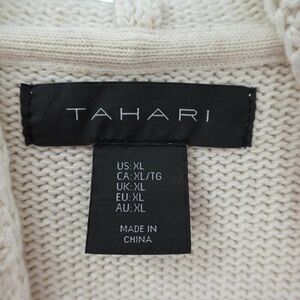 TAHARI
US: XL
CA: XL/TG
UK: XL
EU: XL
AU: XL
MADE IN
CHINA